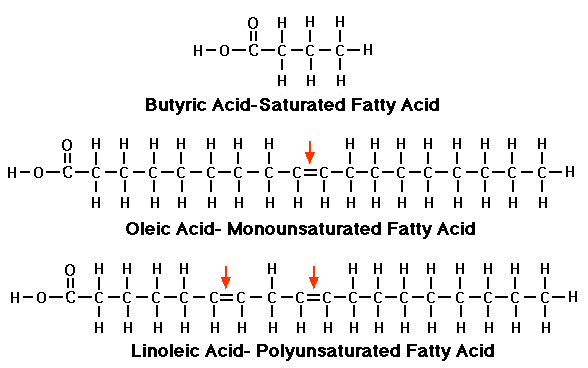 O H H H
H–O–C–C–C–C–H
H H H
Butyric Acid-Saturated Fatty Acid
O H H H H H H H H H H H H H H H
H–O–C–C–C–C–C–C–C–C–C=C–C–C–C–C–C–C–C–C–H
H H H H H H H H H H H H H H H H H
Oleic Acid- Monounsaturated Fatty Acid
O H H H H H H H H H H H H H
H–O–C–C–C–C–C–C=C–C–C=C–C–C–C–C–C–C–C–C–H
H H H H H H H H H H H H H H H H H
Linoleic Acid- Polyunsaturated Fatty Acid